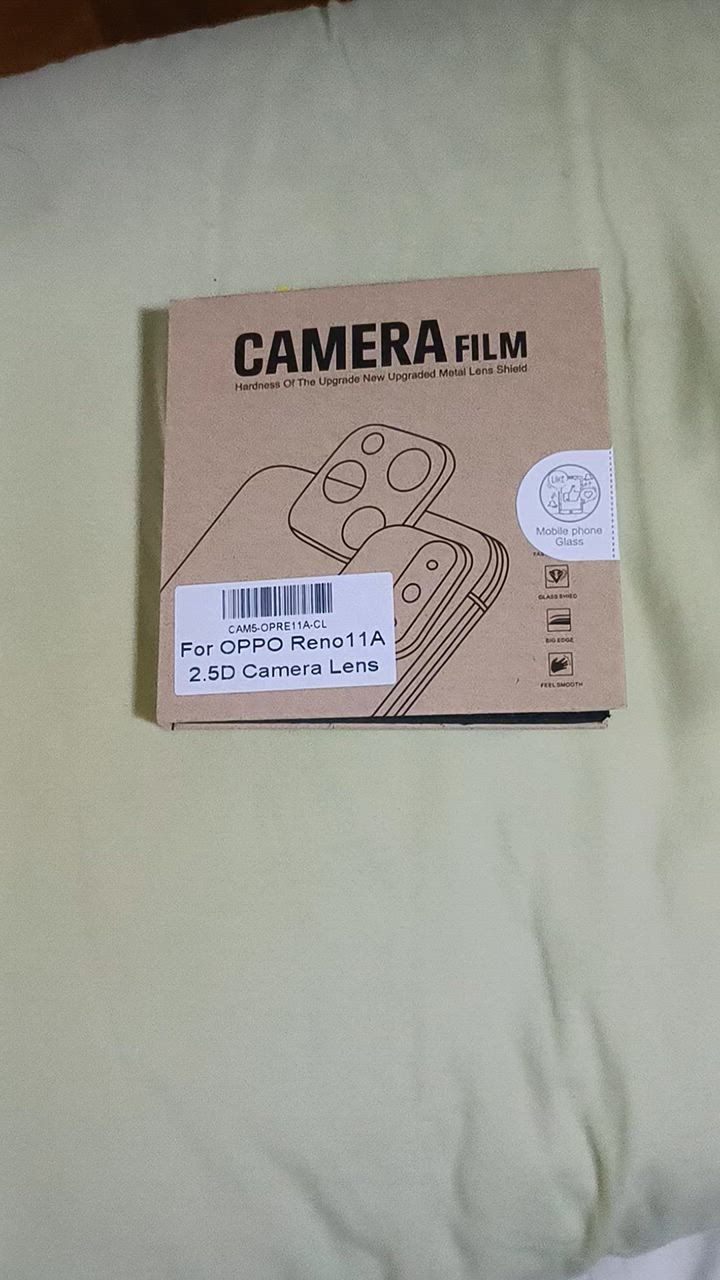 CAMERA FILM
Hardness Of The Upgrade New Upgraded Metal Lens Shield
Like
Mobile phone
Glass
GLASS SHIED
BIG EDGE
FEEL SMOOTH
CAM5-OPRE11A-CL
For OPPO Reno11A
2.5D Camera Lens